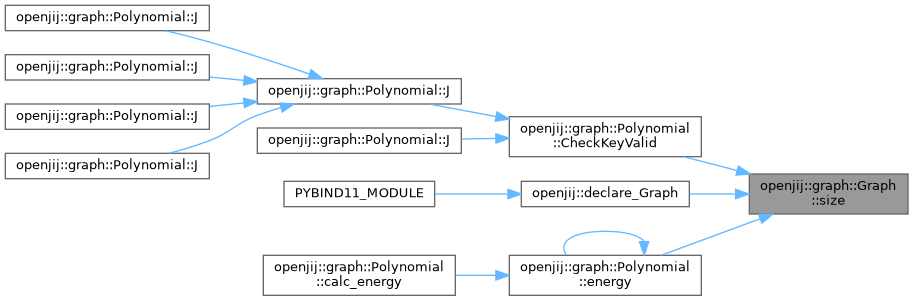 openjij::graph::Polynomial::J
openjij::graph::Polynomial::J
openjij::graph::Polynomial::J
openjij::graph::Polynomial::J
openjij::graph::Polynomial::J
openjij::graph::Polynomial::J
openjij::graph::Polynomial
::CheckKeyValid
PYBIND11_MODULE
openjij::declare_Graph
openjij::graph::Graph
::size
openjij::graph::Polynomial
::calc_energy
openjij::graph::Polynomial
::energy